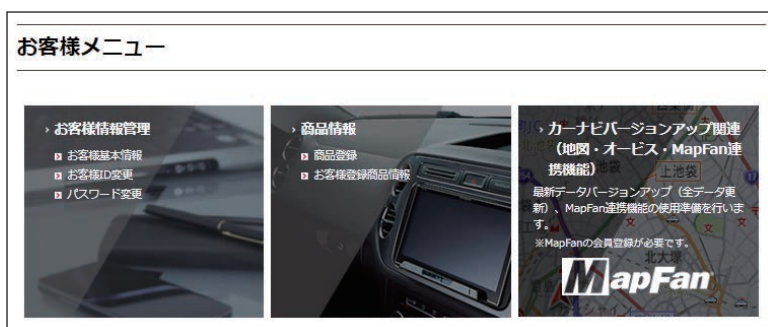 お客様メニュー
› お客様情報管理
お客様基本情報
お客様ID変更
パスワード変更
› 商品情報
商品登録
お客様登録商品情報
› カーナビバージョンアップ関連
（地図・オービス・MapFan連
携機能）
最新データバージョンアップ（全データ更
新）、MapFan連携機能の使用準備を行いま
す。
※MapFanの会員登録が必要です。
MapFan
上池袋
北大塚